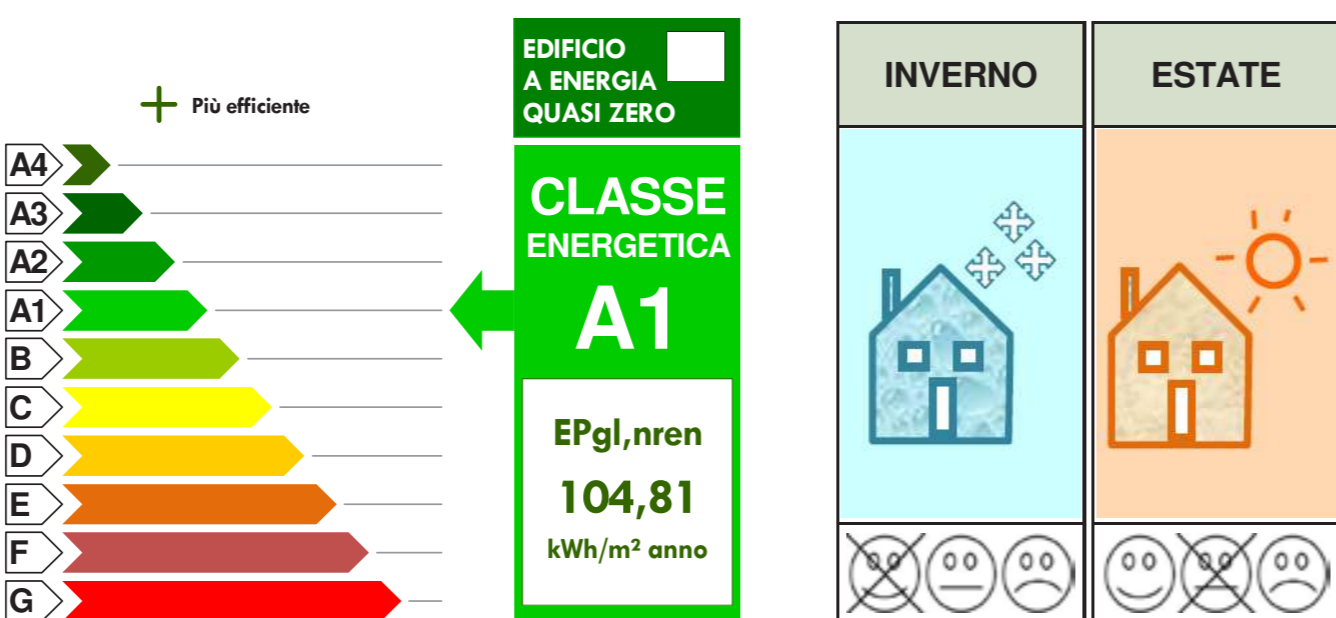 Più efficiente
A4
A3
A2
A1
B
C
D
E
F
G
EDIFICIO
A ENERGIA
QUASI ZERO
CLASSE
ENERGETICA
A1
EPgl,nren
104,81
kWh/m² anno
INVERNO
ESTATE